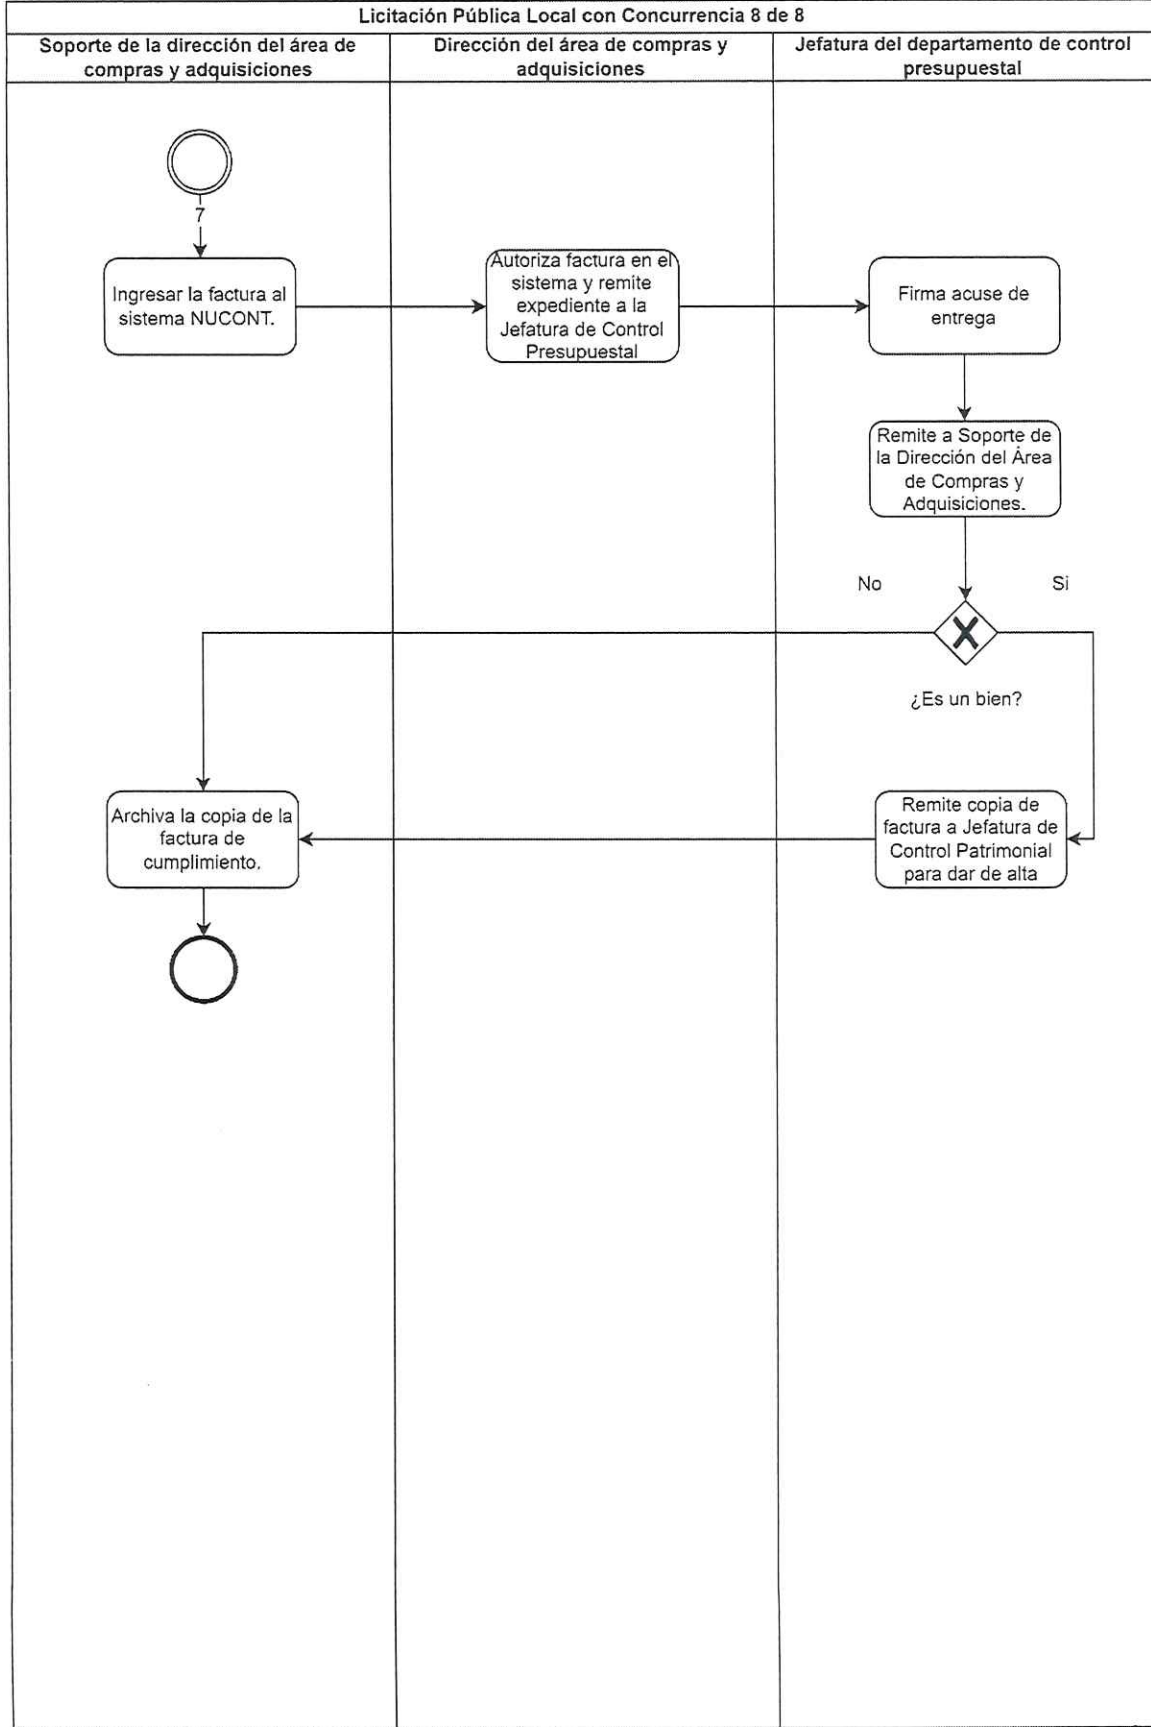 Licitación Pública Local con Concurrencia 8 de 8
Soporte de la dirección del área de
compras y adquisiciones
Dirección del área de compras y
adquisiciones
Jefatura del departamento de control
presupuestal
7
Ingresar la factura al
sistema NUCONT.
Autoriza factura en el
sistema y remite
expediente a la
Jefatura de Control
Presupuestal
Firma acuse de
entrega
Remite a Soporte de
la Dirección del Área
de Compras y
Adquisiciones.
No
Si
¿Es un bien?
Archiva la copia de la
factura de
cumplimiento.
Remite copia de
factura a Jefatura de
Control Patrimonial
para dar de alta